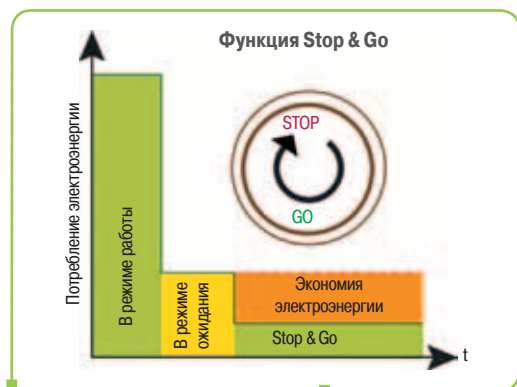 Функция Stop & Go
Потребление электроэнергии
STOP
GO
В режиме работы
В режиме
ожидания
Экономия
электроэнергии
Stop & Go
t